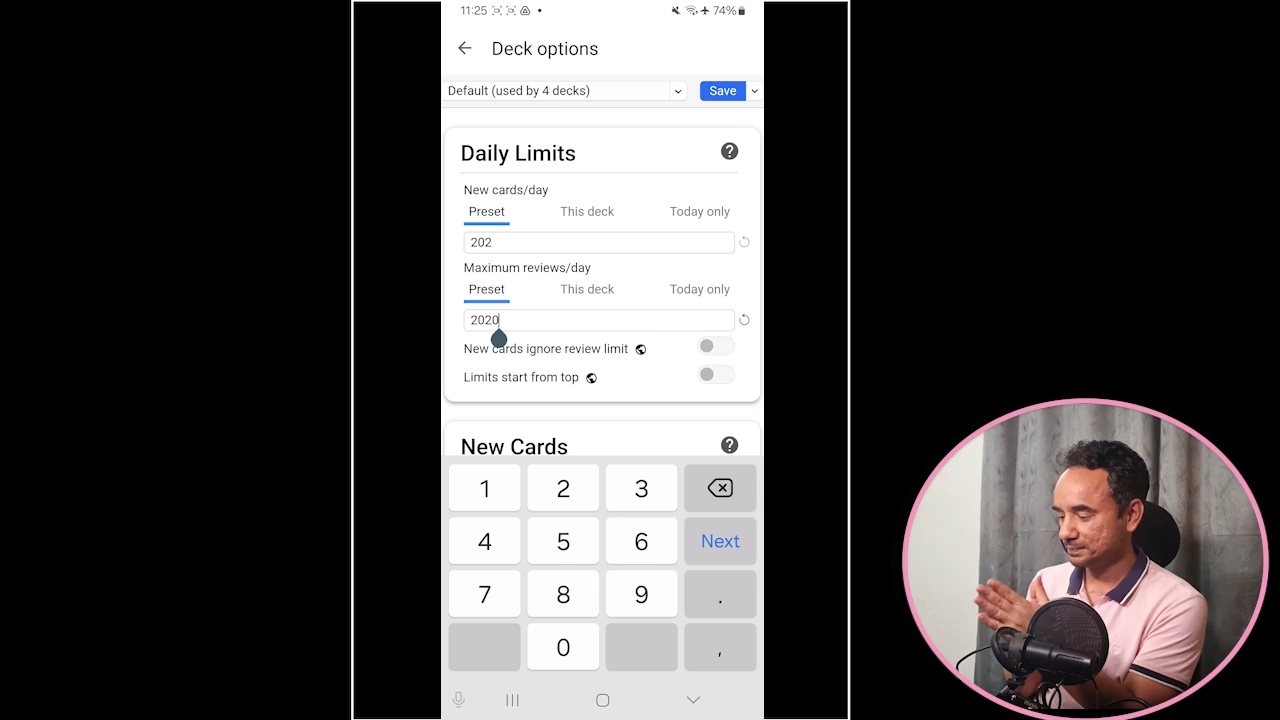 11:25 74%
Deck options
Default (used by 4 decks) Save
Daily Limits
New cards/day
Preset This deck Today only
202
Maximum reviews/day
Preset This deck Today only
2020
New cards ignore review limit
Limits start from top
New Cards
1 2 3
4 5 6 Next
7 8 9 .
0 ,